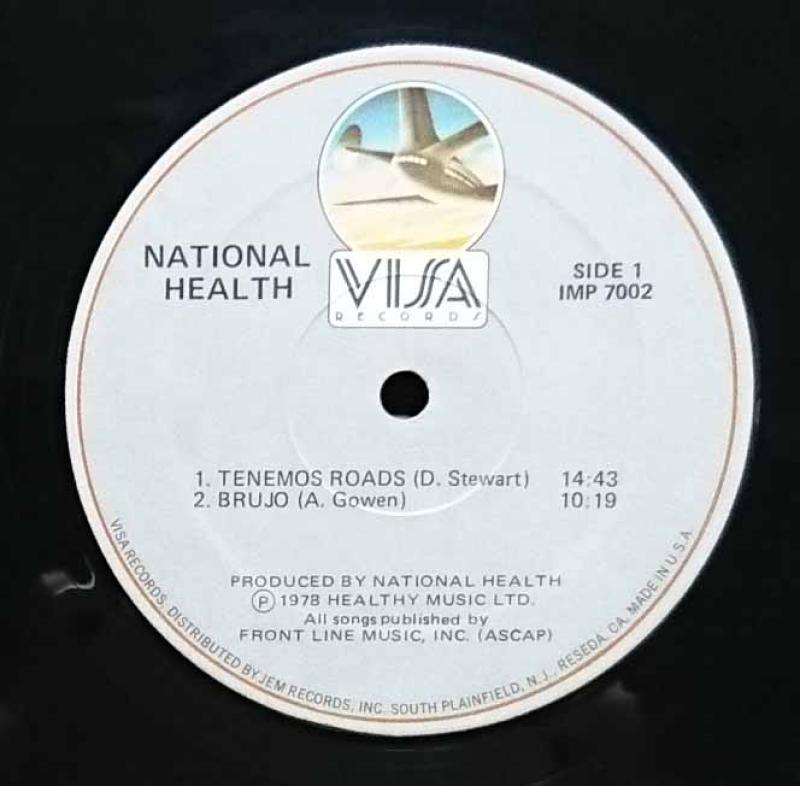 NATIONAL
HEALTH
VISA
RECORDS
SIDE 1
IMP 7002
1. TENEMOS ROADS (D. Stewart) 14:43
2. BRUJO (A. Gowen) 10:19
PRODUCED BY NATIONAL HEALTH
Ⓟ 1978 HEALTHY MUSIC LTD.
All songs published by
FRONT LINE MUSIC, INC. (ASCAP)
VISA RECORDS, DISTRIBUTED BY JEM RECORDS, INC. SOUTH PLAINFIELD, N.J., RESEDA, CA. MADE IN U.S.A.